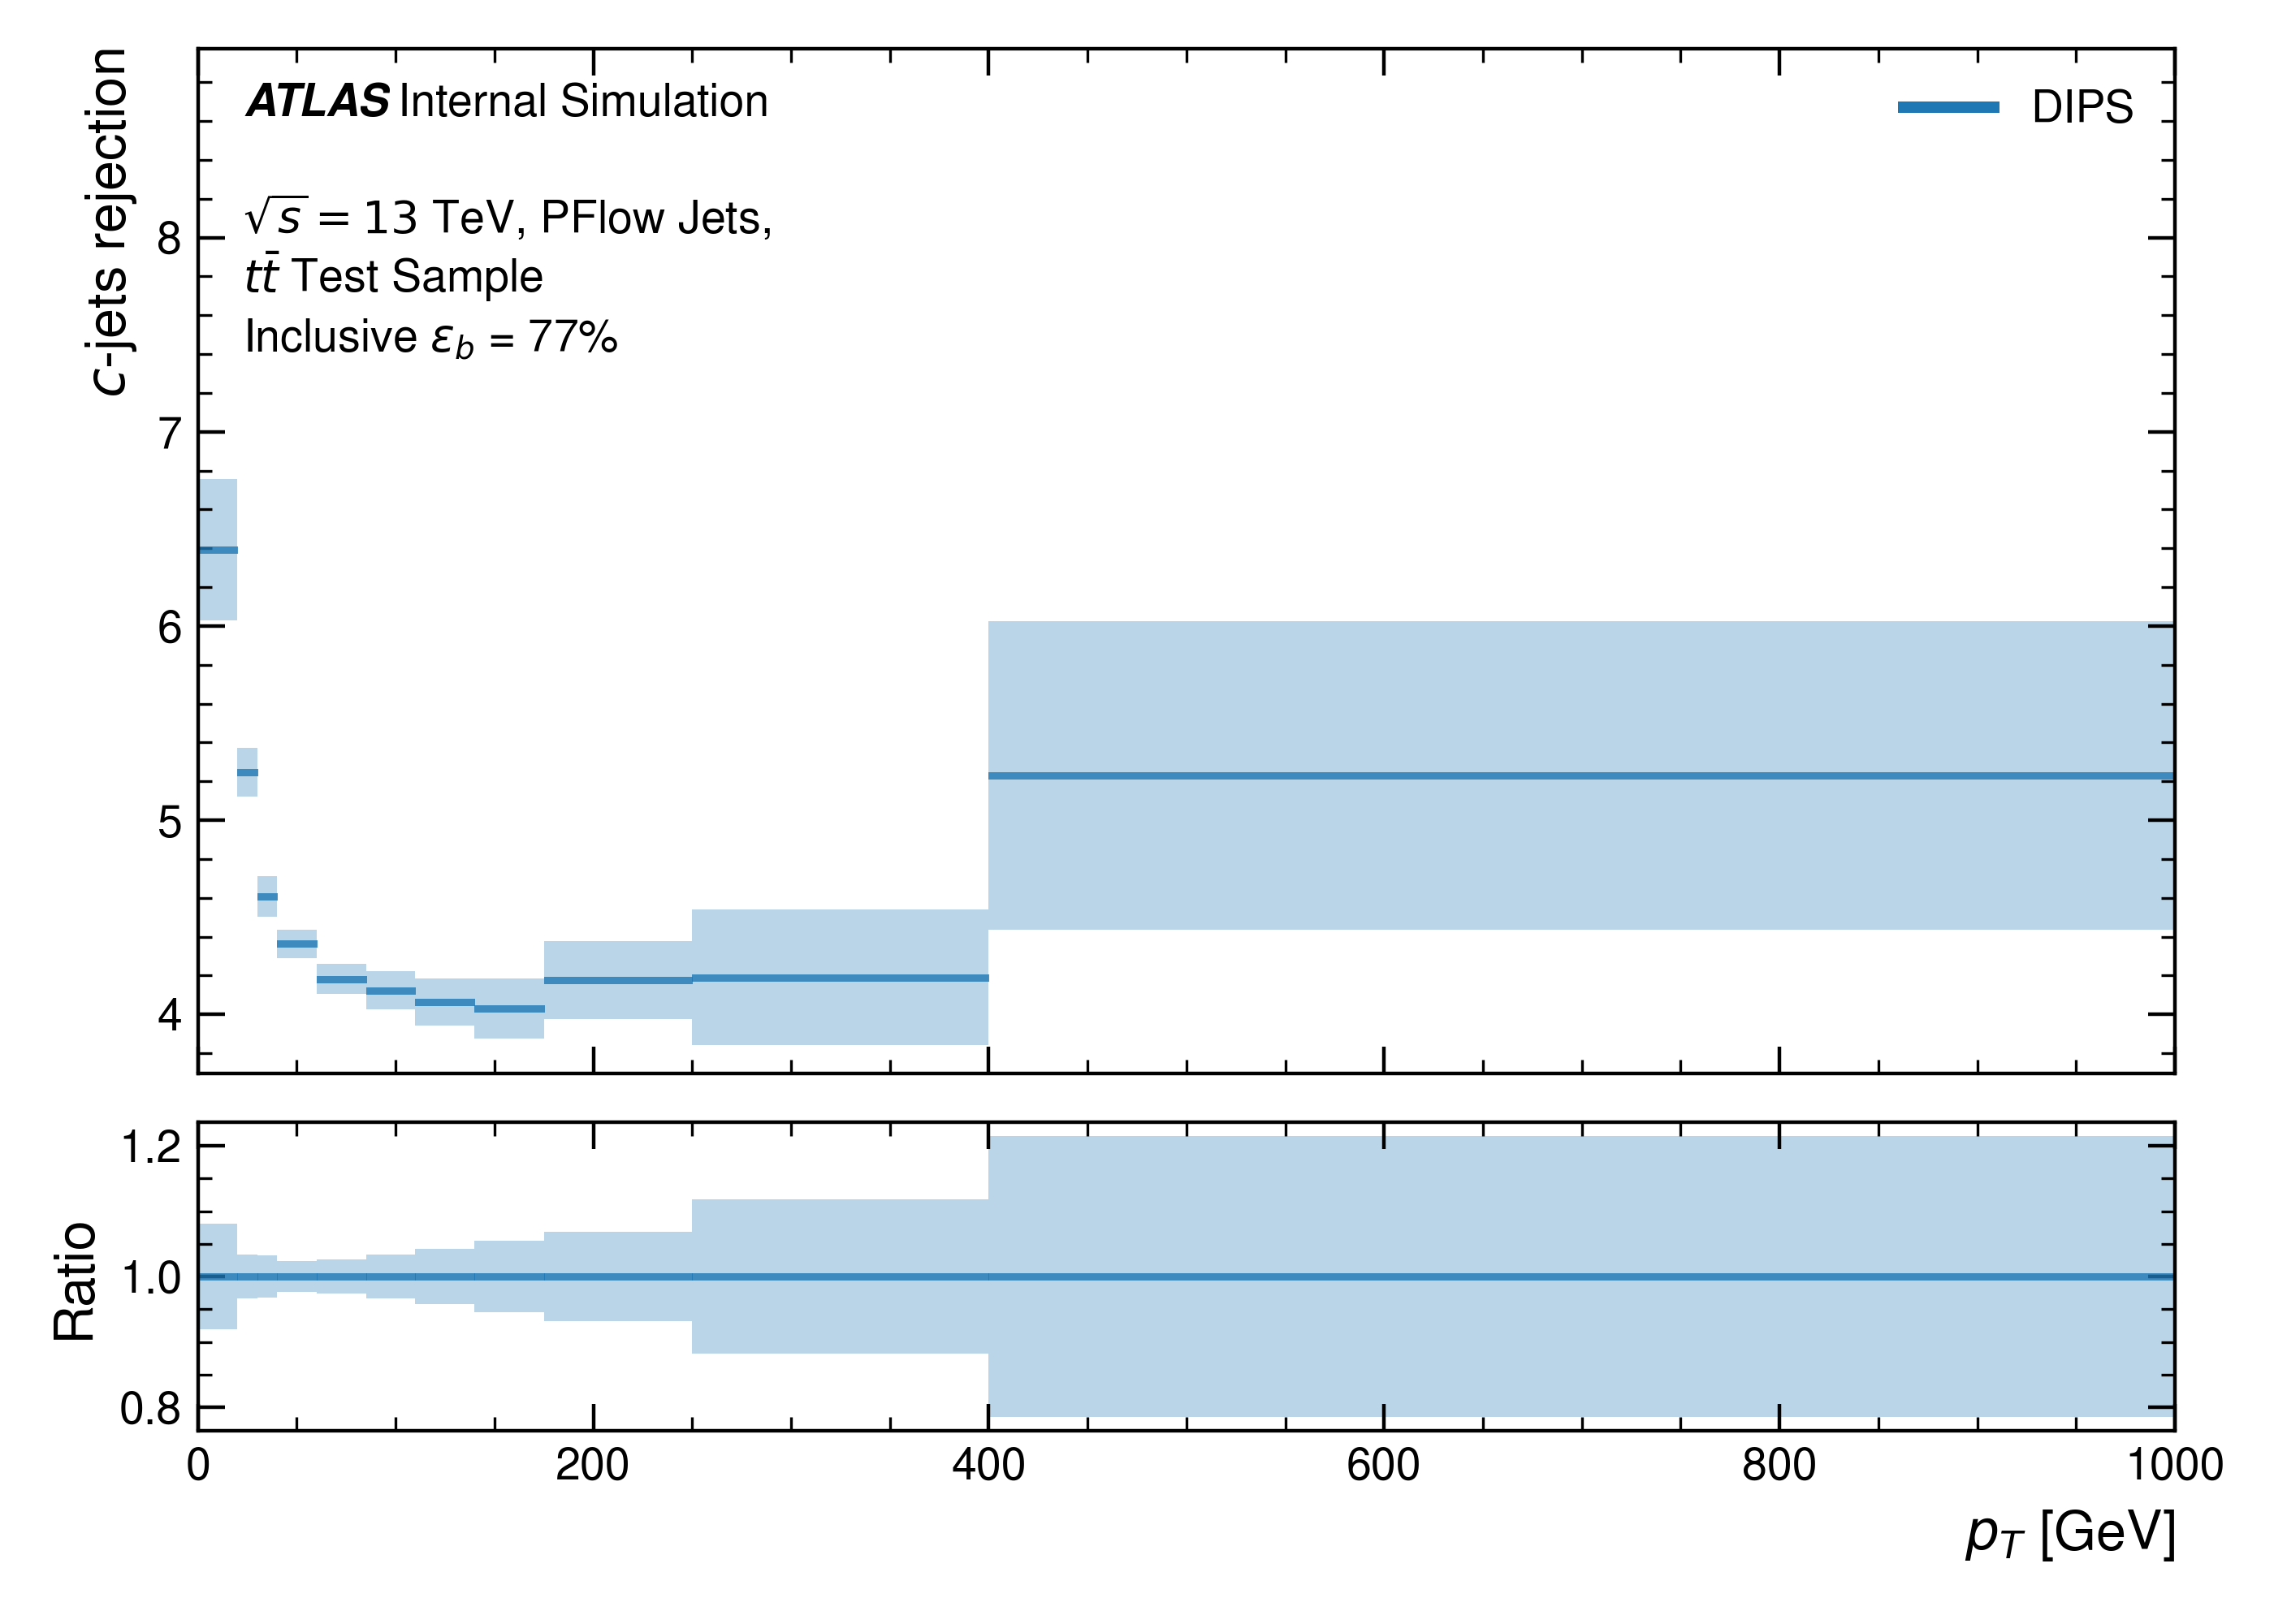 ATLAS Internal Simulation
DIPS
√s = 13 TeV, PFlow Jets,
tt̄ Test Sample
Inclusive εb = 77%
c-jets rejection
8
7
6
5
4
Ratio
1.2
1.0
0.8
0 200 400 600 800 1000
pT [GeV]